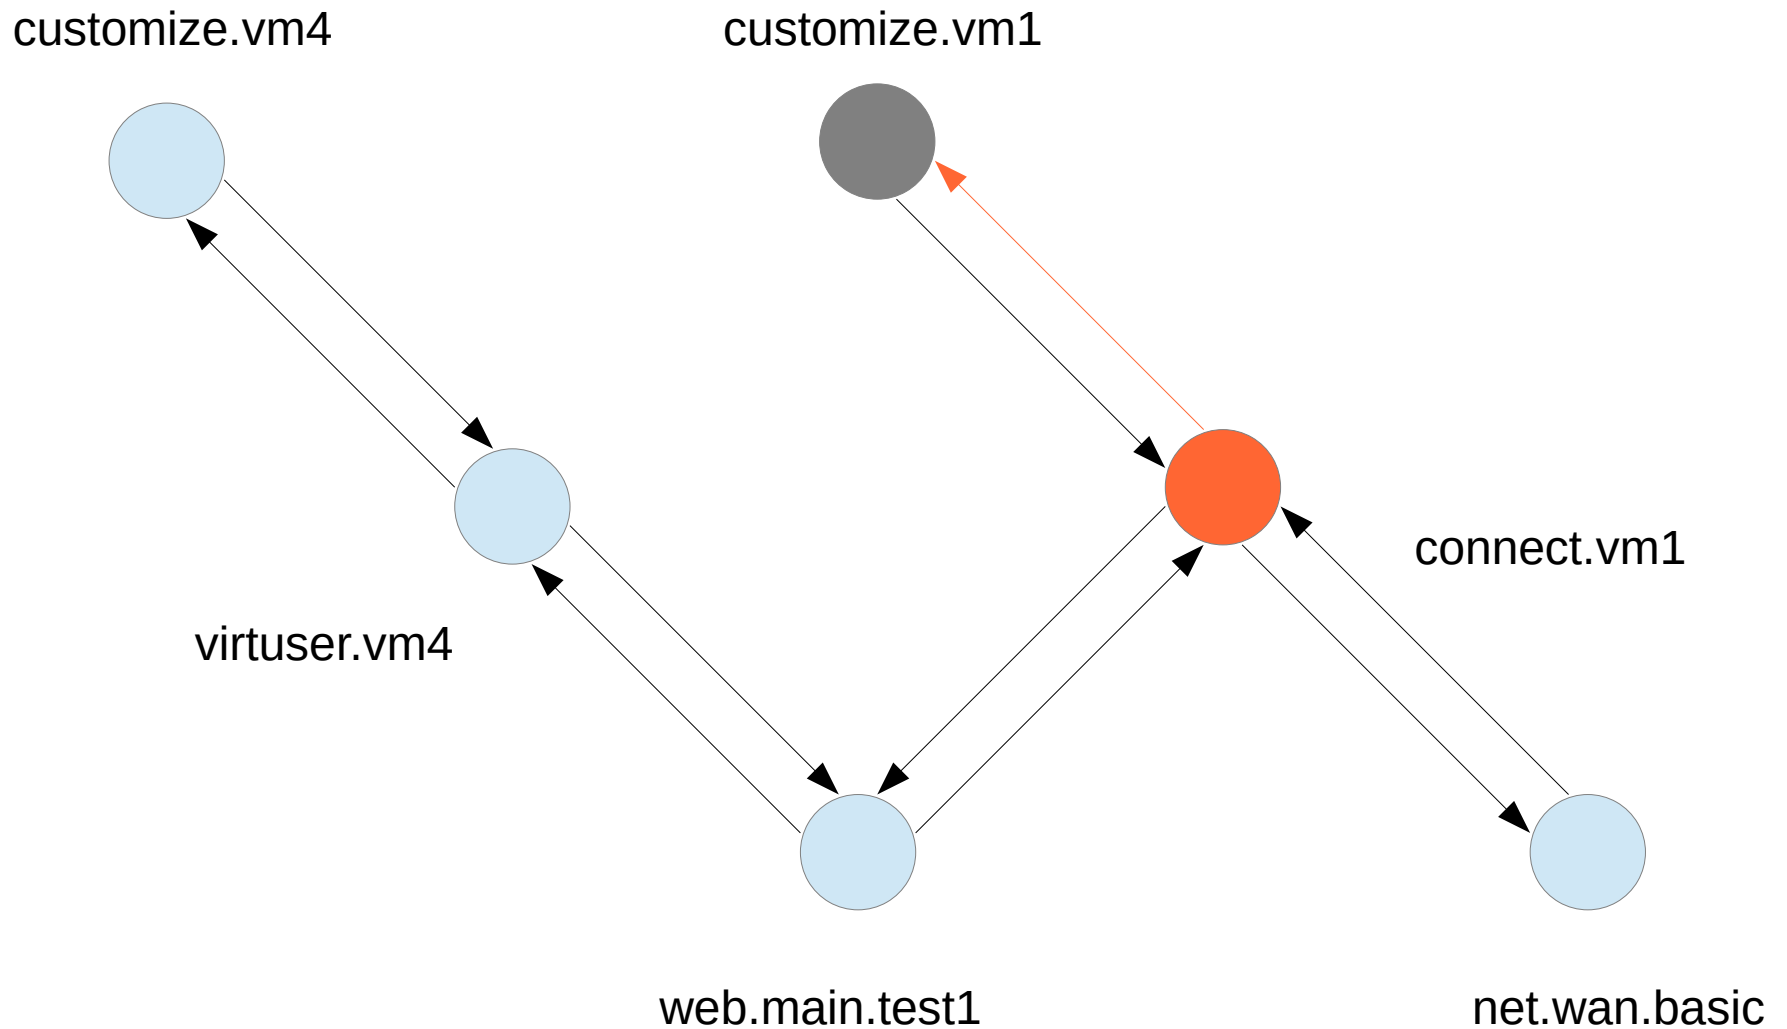 customize.vm4
customize.vm1
connect.vm1
virtuser.vm4
web.main.test1
net.wan.basic